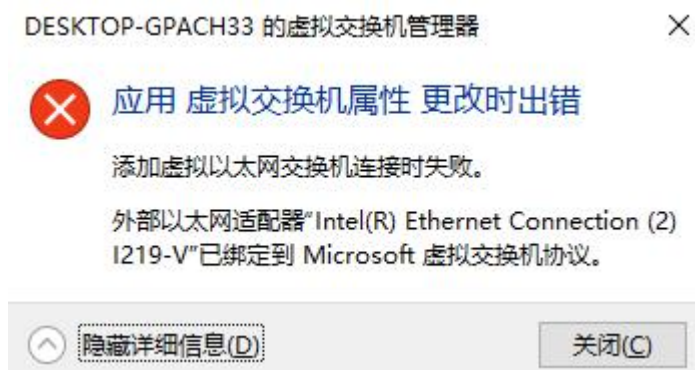 DESKTOP-GPACH33 的虚拟交换机管理器
应用 虚拟交换机属性 更改时出错
添加虚拟以太网交换机连接时失败。
外部以太网适配器“Intel(R) Ethernet Connection (2)
I219-V”已绑定到 Microsoft 虚拟交换机协议。
隐藏详细信息(D)
关闭(C)